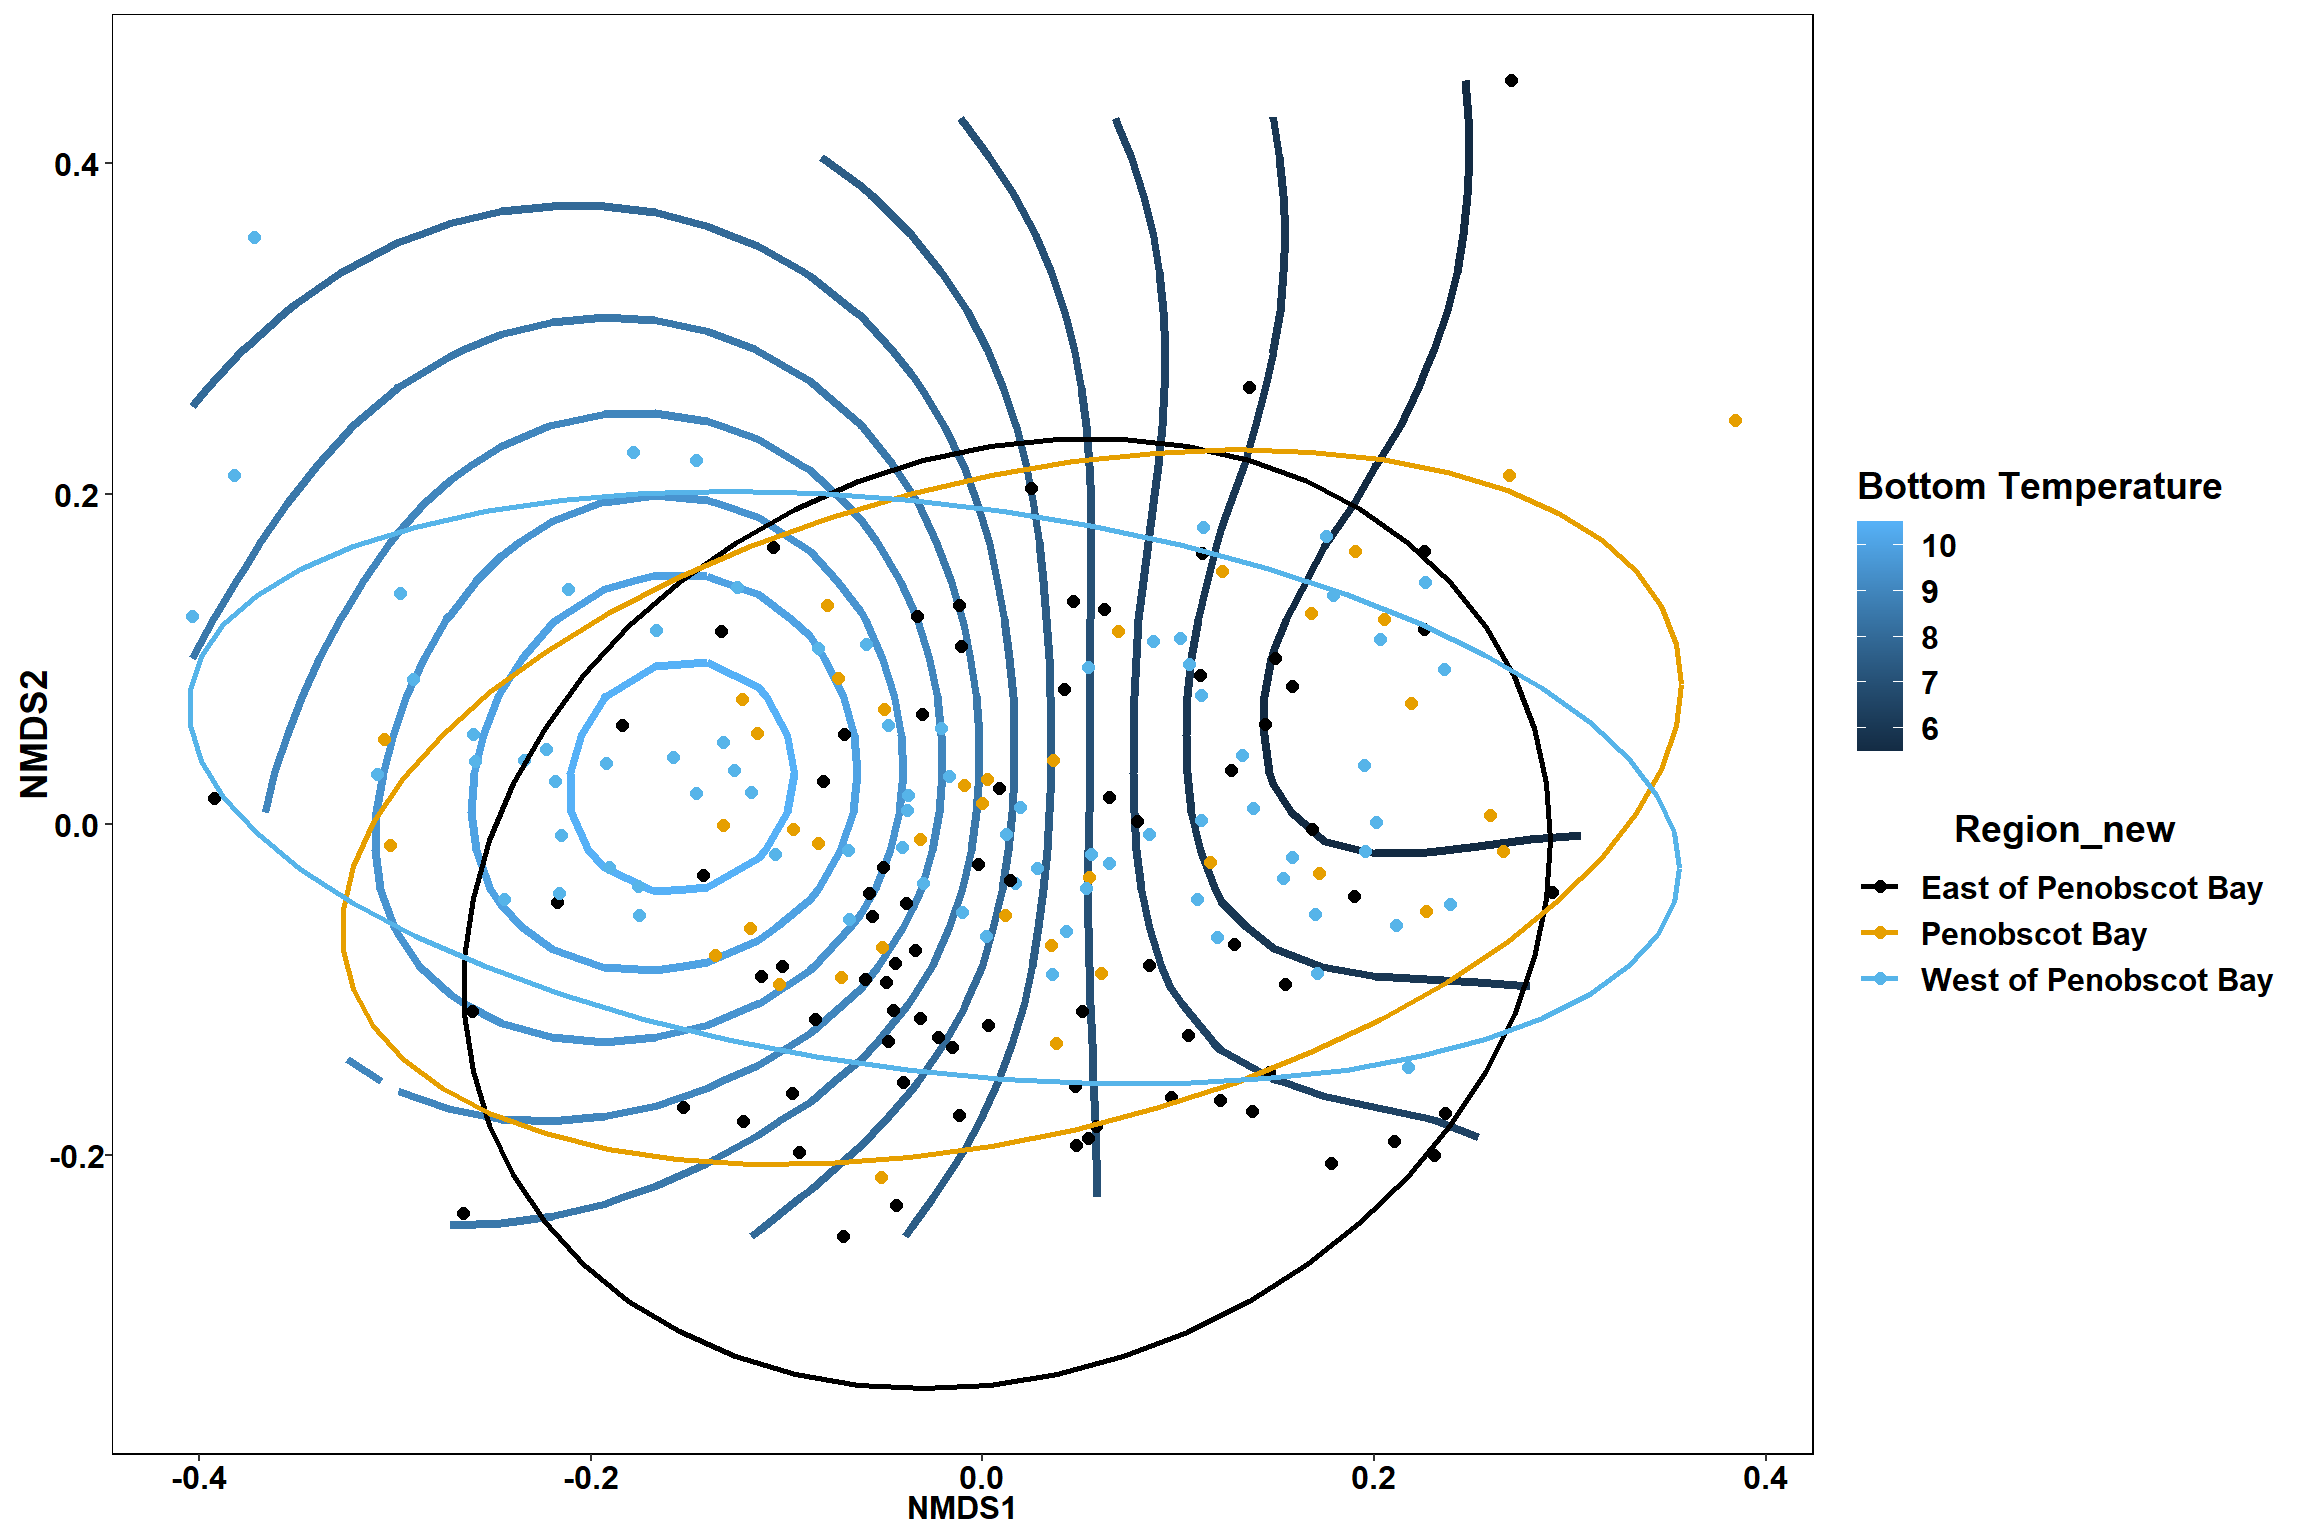 NMDS2
0.4
0.2
0.0
-0.2
-0.4
-0.2
0.0
0.2
0.4
NMDS1
Bottom Temperature
10
9
8
7
6
Region_new
East of Penobscot Bay
Penobscot Bay
West of Penobscot Bay